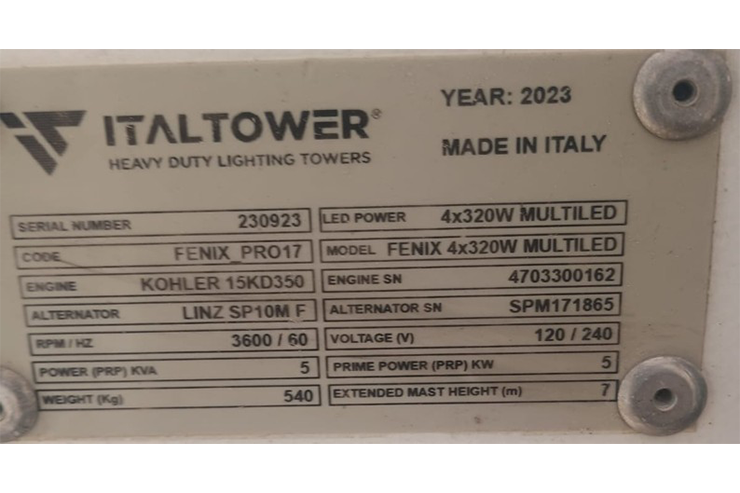 ITALTOWER®
HEAVY DUTY LIGHTING TOWERS
YEAR: 2023
MADE IN ITALY
SERIAL NUMBER 230923 LED POWER 4x320W MULTILED
CODE FENIX_PRO17 MODEL FENIX 4x320W MULTILED
ENGINE KOHLER 15KD350 ENGINE SN 4703300162
ALTERNATOR LINZ SP10M F ALTERNATOR SN SPM171865
RPM / HZ 3600 / 60 VOLTAGE (V) 120 / 240
POWER (PRP) KVA 5 PRIME POWER (PRP) KW 5
WEIGHT (Kg) 540 EXTENDED MAST HEIGHT (m) 7